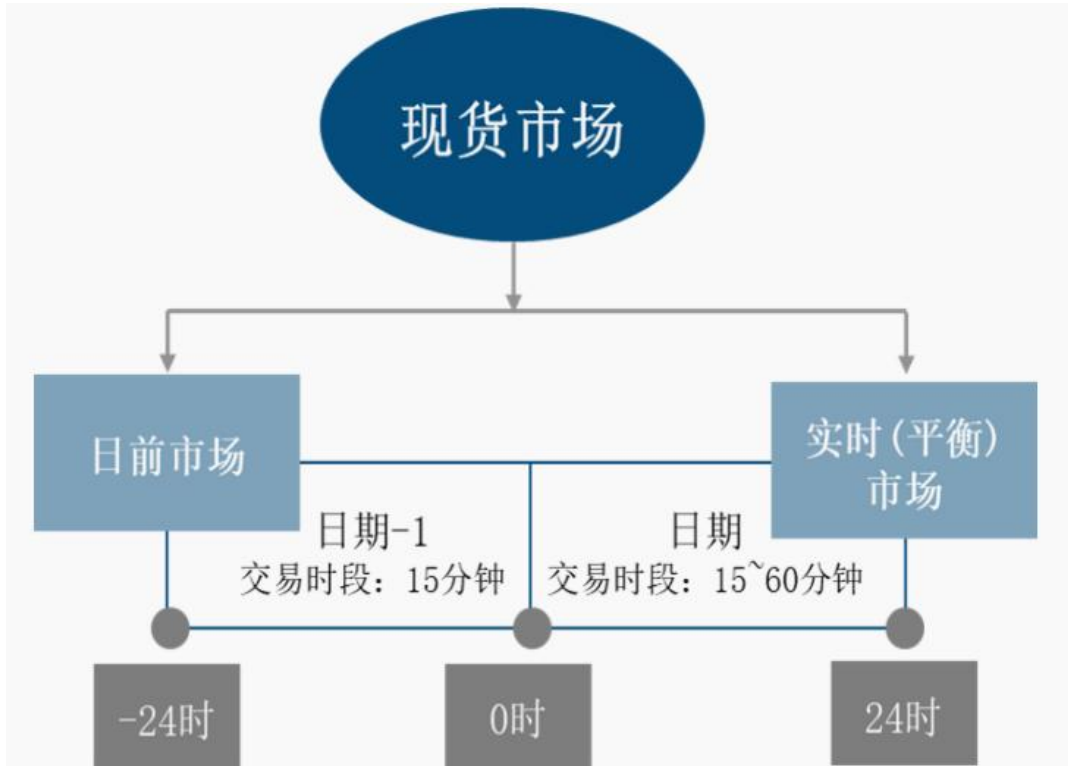 现货市场
日前市场
实时(平衡)
市场
日期-1
交易时段：15分钟
日期
交易时段：15~60分钟
-24时
0时
24时